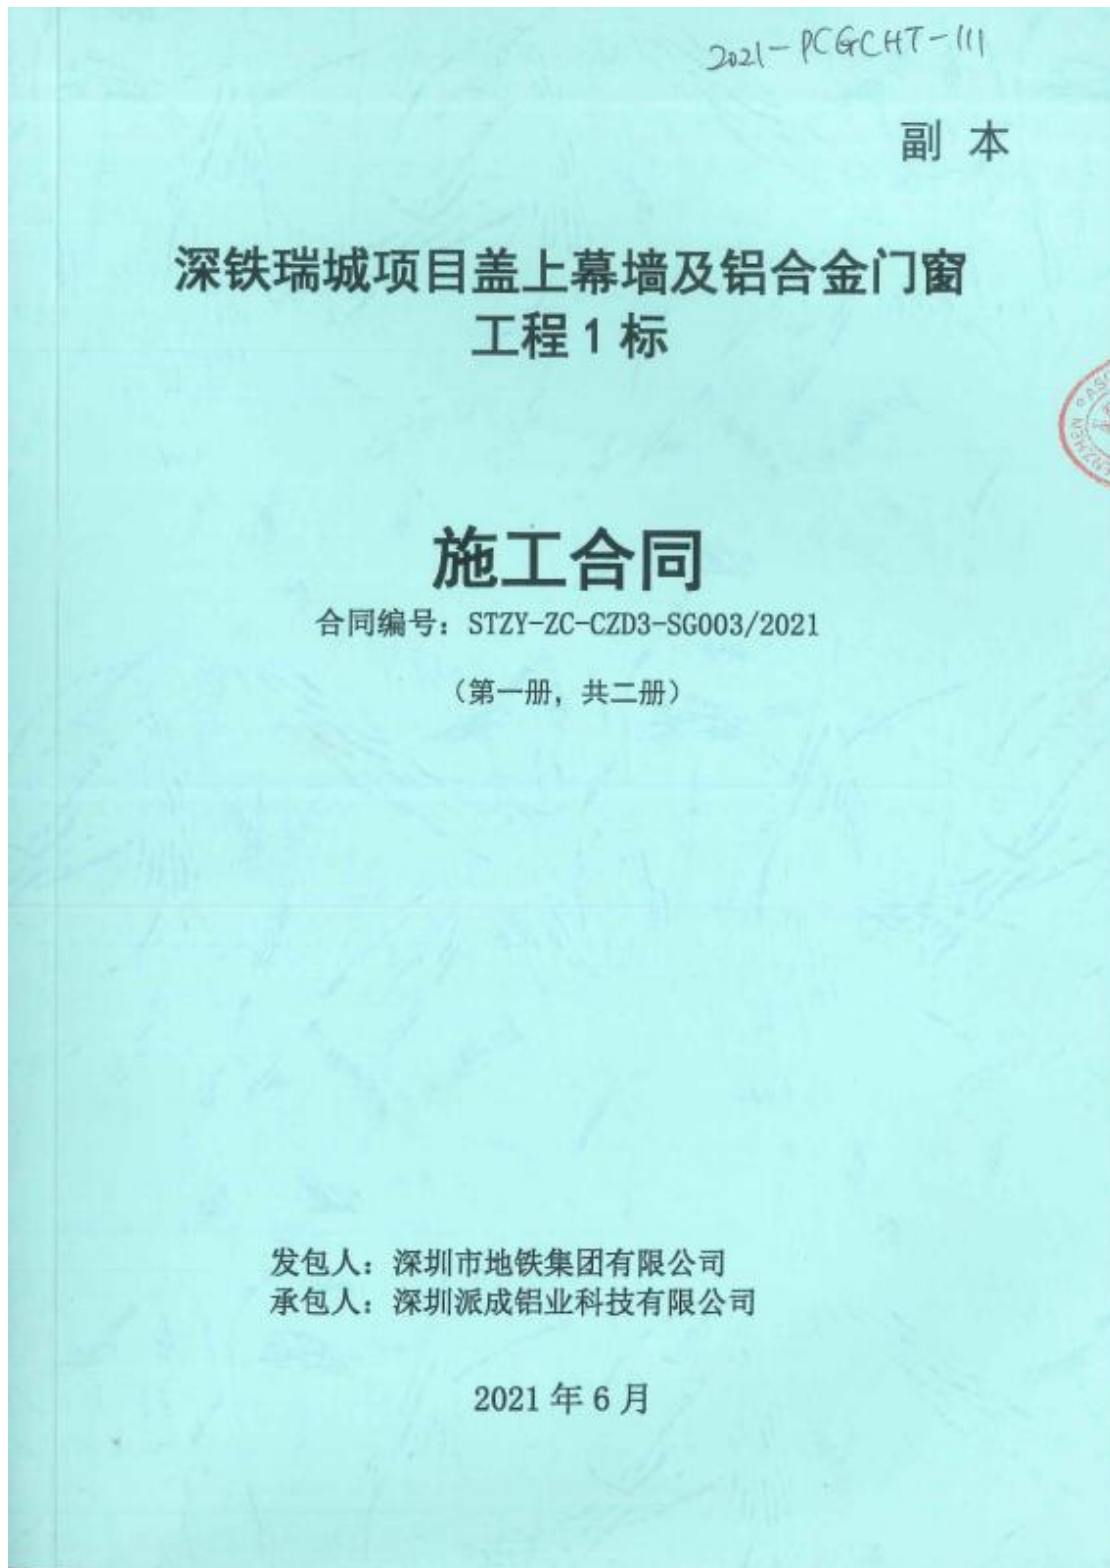 2021-PCGCHT-111
副 本
深铁瑞城项目盖上幕墙及铝合金门窗
工程 1 标
施工合同
合同编号：STZY-ZC-CZD3-SG003/2021
（第一册，共二册）
发包人：深圳市地铁集团有限公司
承包人：深圳派成铝业科技有限公司
2021 年 6 月